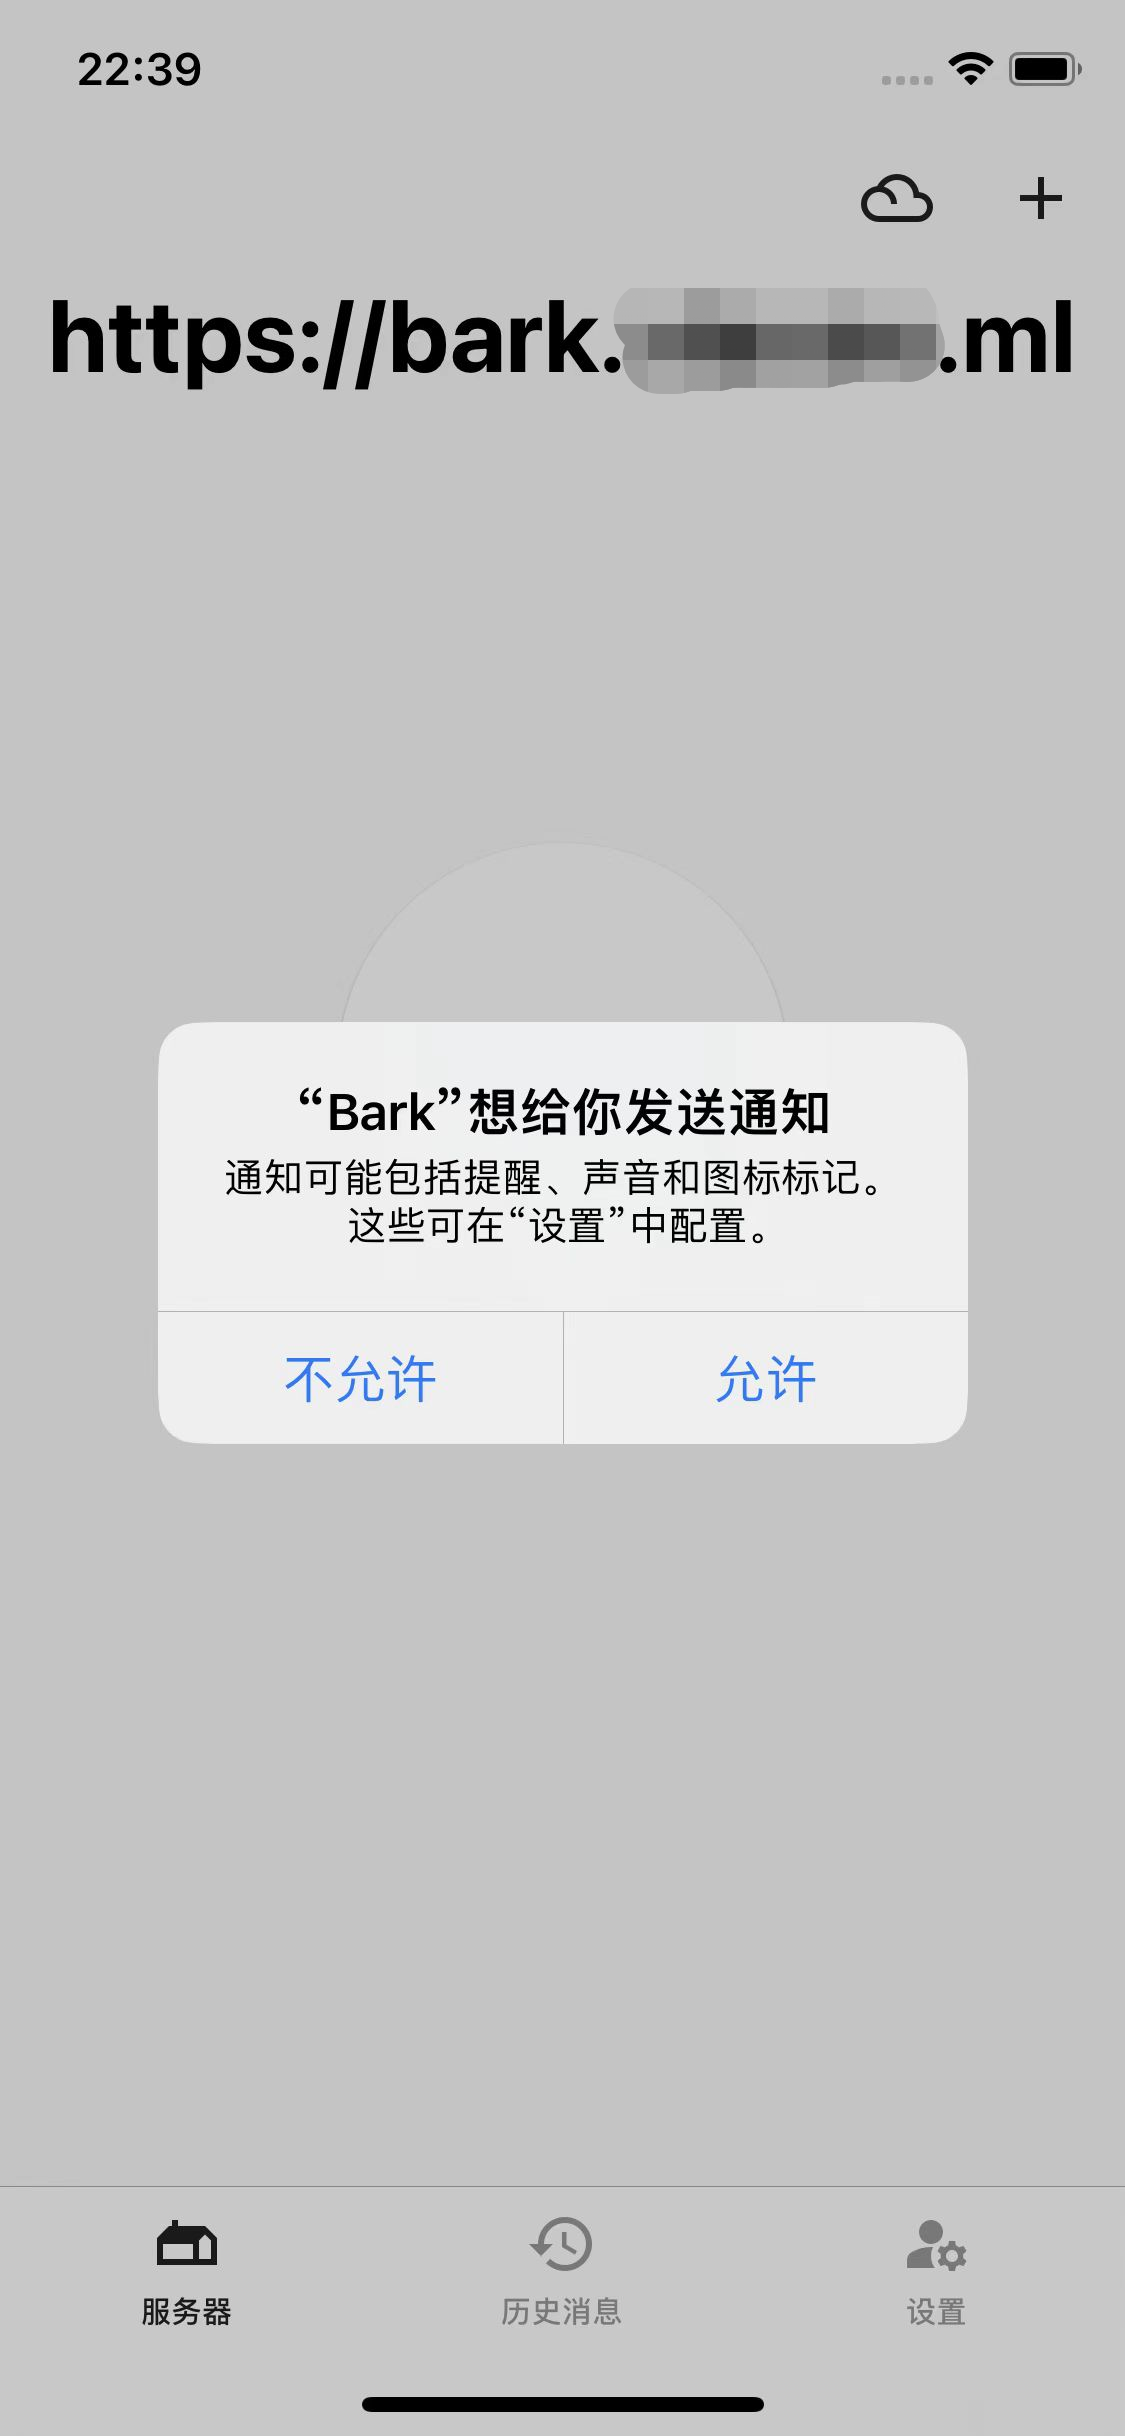 22:39
https://bark. .ml
“Bark”想给你发送通知
通知可能包括提醒、声音和图标标记。
这些可在“设置”中配置。
不允许
允许
服务器
历史消息
设置